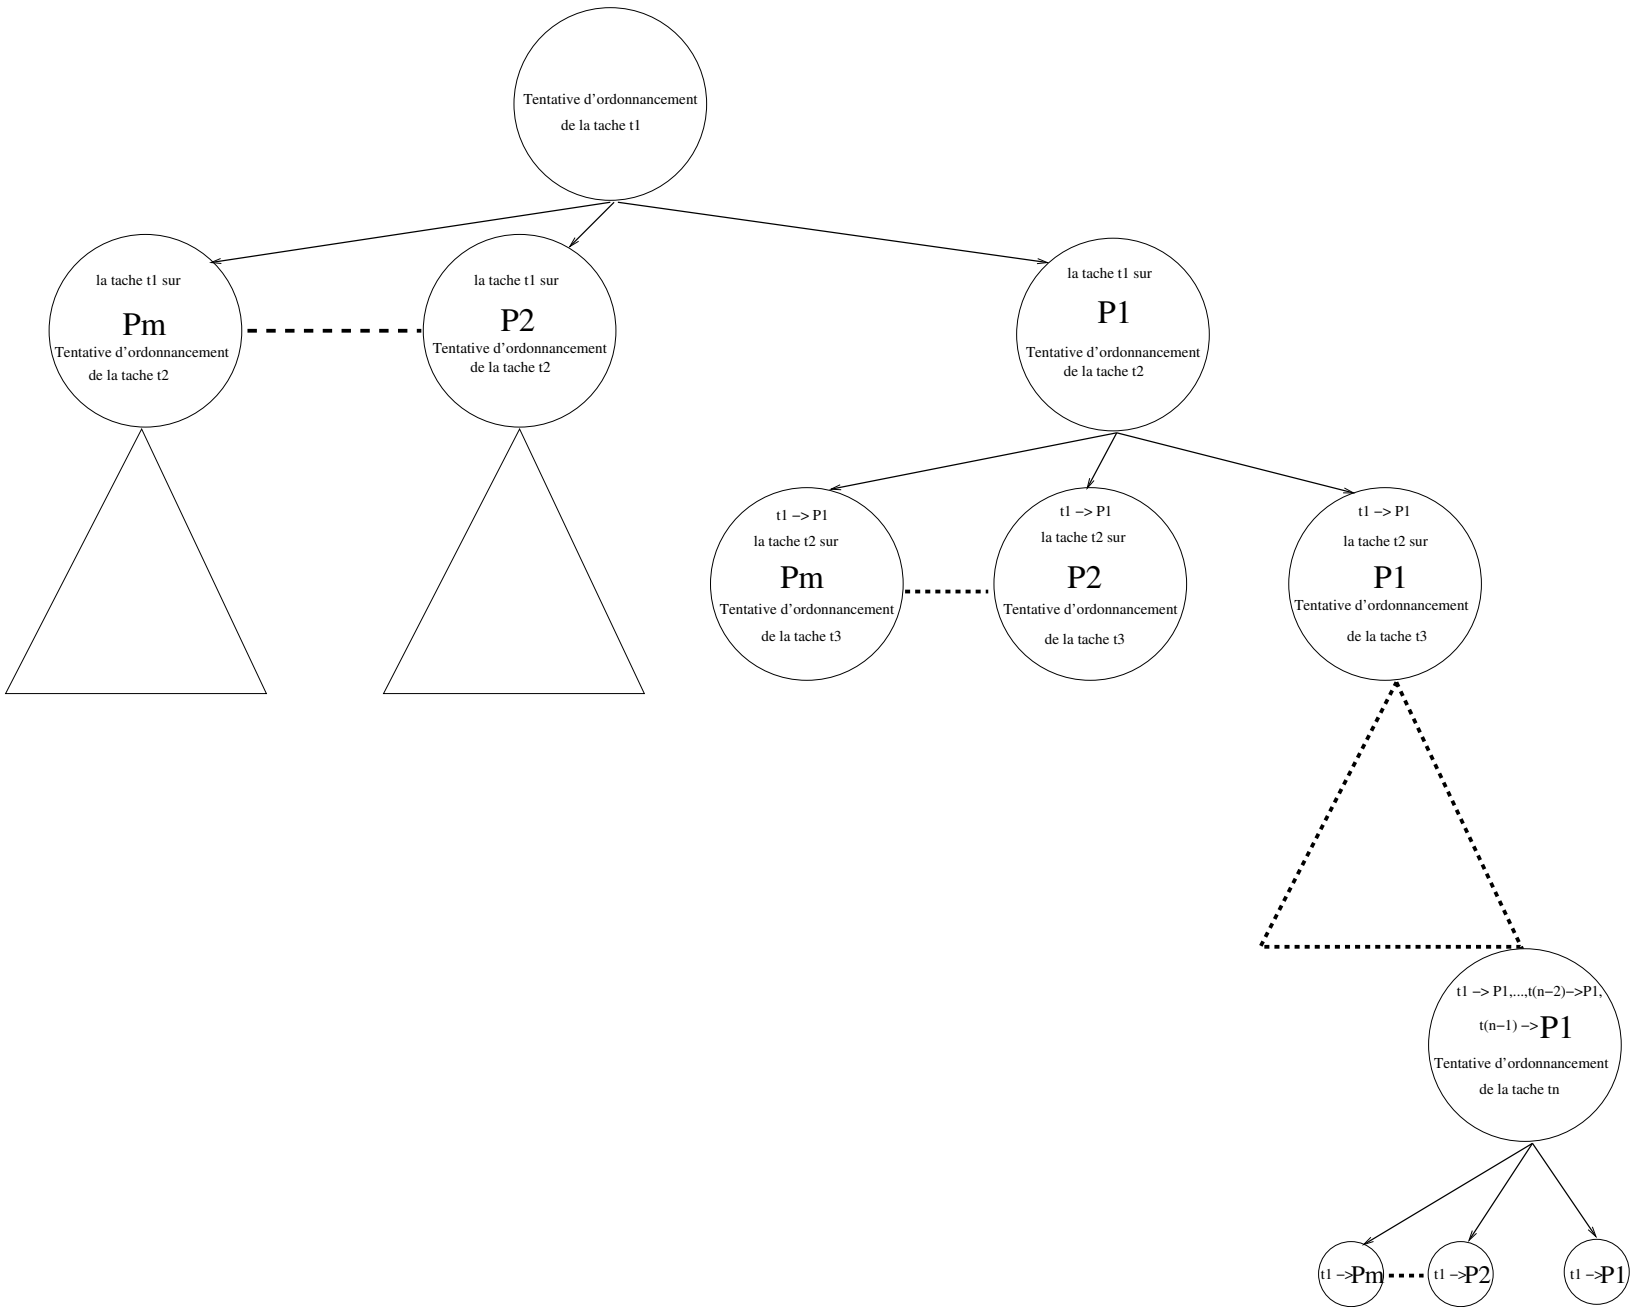 Tentative d'ordonnancement
de la tache t1
la tache t1 sur
Pm
Tentative d'ordonnancement
de la tache t2
la tache t1 sur
P2
Tentative d'ordonnancement
de la tache t2
la tache t1 sur
P1
Tentative d'ordonnancement
de la tache t2
t1 −> P1
la tache t2 sur
Pm
Tentative d'ordonnancement
de la tache t3
t1 −> P1
la tache t2 sur
P2
Tentative d'ordonnancement
de la tache t3
t1 −> P1
la tache t2 sur
P1
Tentative d'ordonnancement
de la tache t3
t1 −> P1,...,t(n−2)−>P1,
t(n−1) −>P1
Tentative d'ordonnancement
de la tache tn
t1 −>Pm
t1 −>P2
t1 −>P1